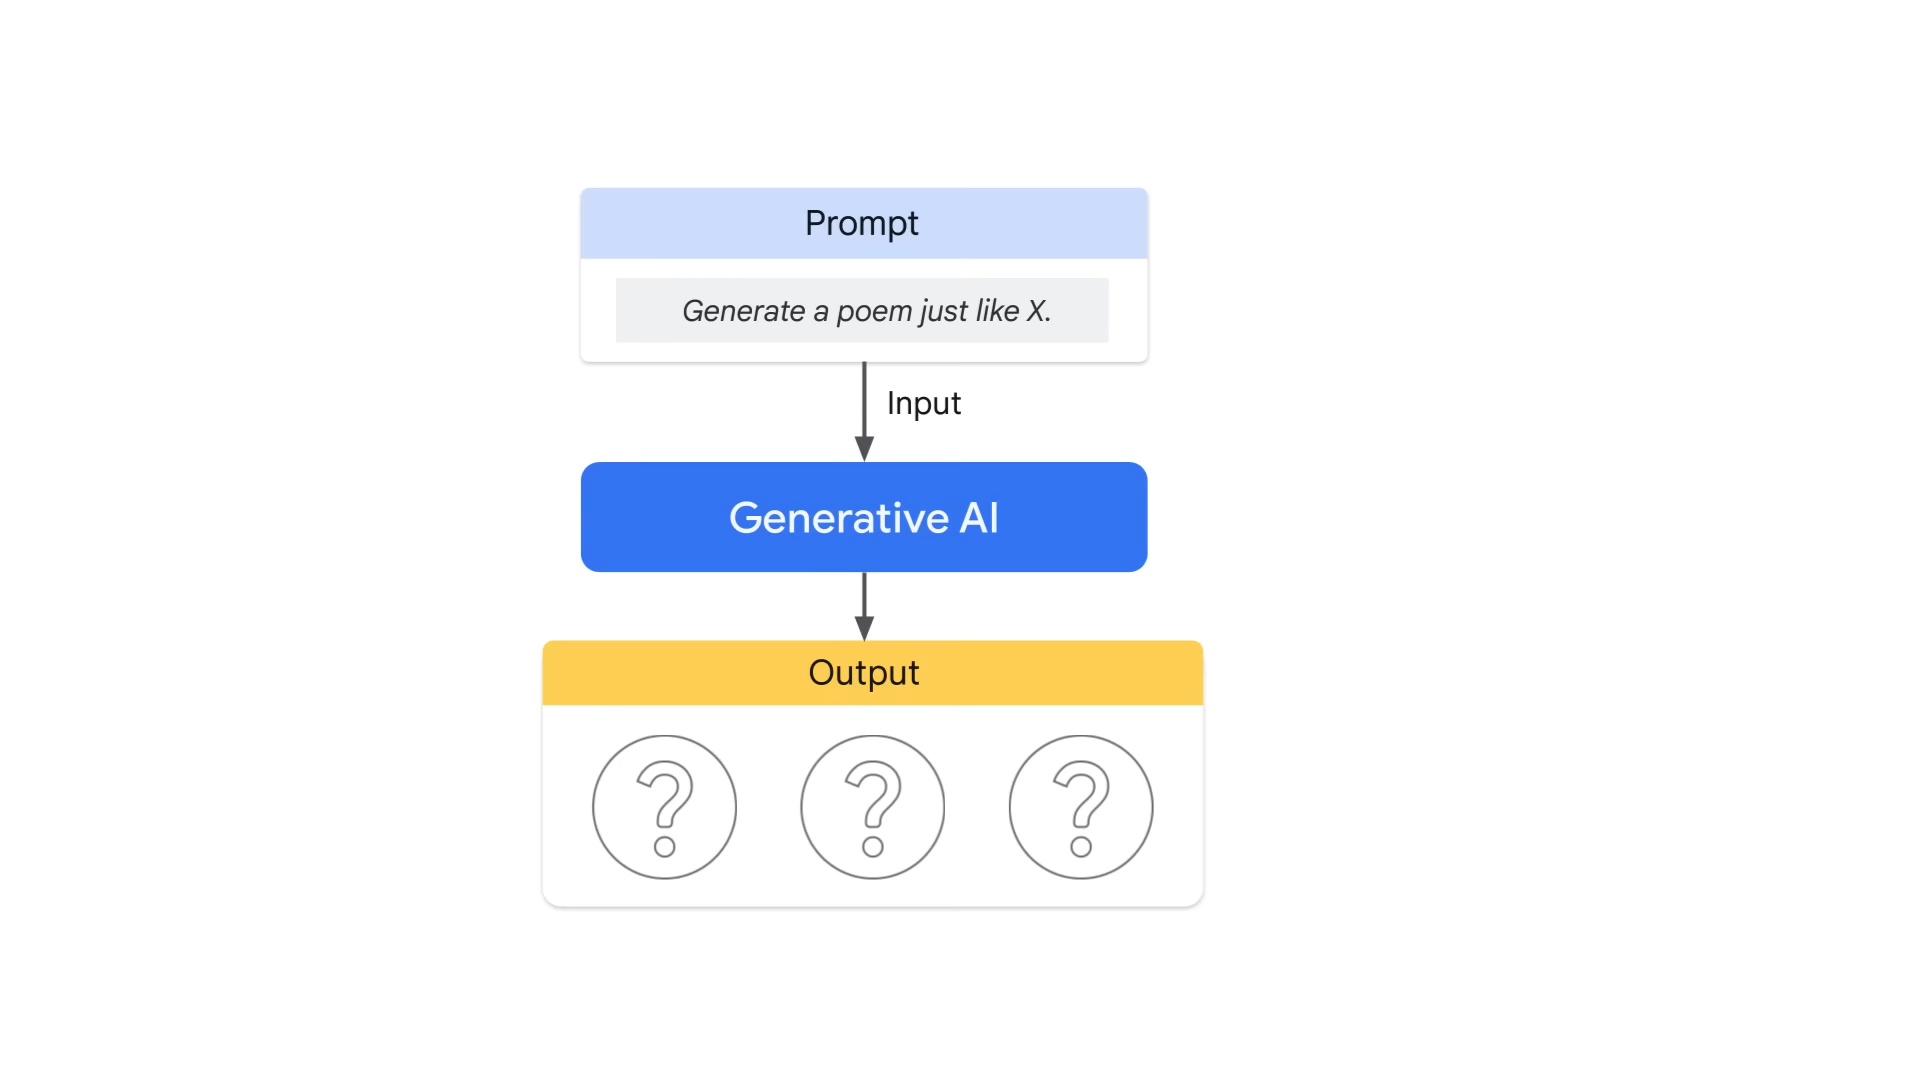 Prompt
Generate a poem just like X.
Input
Generative AI
Output
? ? ?